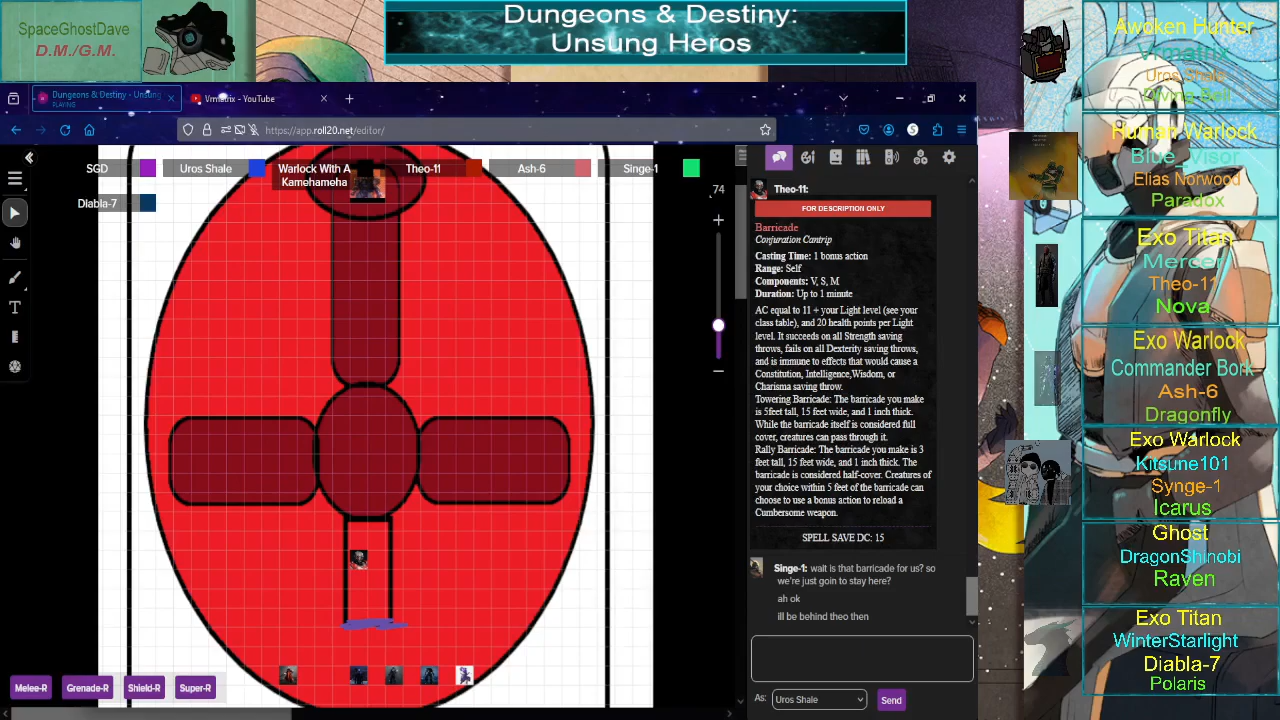 SpaceGhostDave
D.M./G.M.
Dungeons & Destiny:
Unsung Heros
Dungeons & Destiny - Unsung
PLAYING
Vrmatrix - YouTube
https://app.roll20.net/editor/
SGD
Uros Shale
Warlock With A
Kamehameha
Theo-11
Ash-6
Singe-1
Diabla-7
.74
Melee-R
Grenade-R
Shield-R
Super-R
Theo-11:
FOR DESCRIPTION ONLY
Barricade
Conjuration Cantrip
Casting Time: 1 bonus action
Range: Self
Components: V, S, M
Duration: Up to 1 minute
AC equal to 11 + your Light level (see your
class table), and 20 health points per Light
level. It succeeds on all Strength saving
throws, fails on all Dexterity saving throws,
and is immune to effects that would cause a
Constitution, Intelligence,Wisdom, or
Charisma saving throw.
Towering Barricade: The barricade you make
is 5feet tall, 15 feet wide, and 1 inch thick.
While the barricade itself is considered full
cover, creatures can pass through it.
Rally Barricade: The barricade you make is 3
feet tall, 15 feet wide, and 1 inch thick. The
barricade is considered half-cover. Creatures of
your choice within 5 feet of the barricade can
choose to use a bonus action to reload a
Cumbersome weapon.
SPELL SAVE DC: 15
Singe-1: wait is that barricade for us? so
we're just goin to stay here?
ah ok
ill be behind theo then
As:
Uros Shale
Send
Awoken Hunter
Vrmatrix
Uros Shale
Diving Bell
Human Warlock
Blue_Visor
Elias Norwood
Paradox
Exo Titan
Mercer
Theo-11
Nova
Exo Warlock
Commander Bork
Ash-6
Dragonfly
Exo Warlock
Kitsune101
Synge-1
Icarus
Ghost
DragonShinobi
Raven
Exo Titan
WinterStarlight
Diabla-7
Polaris